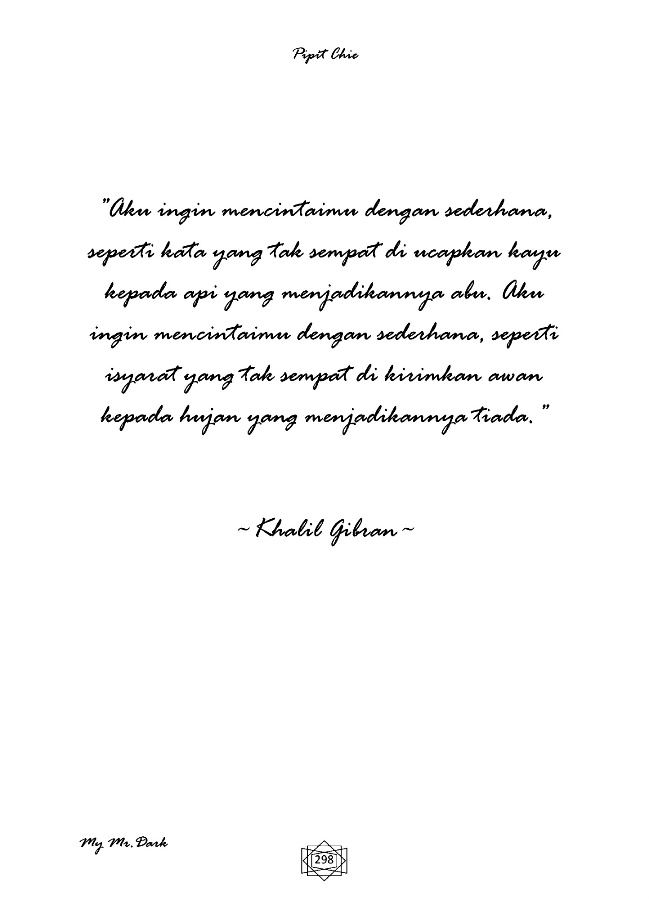 Pipit Chie
"Aku ingin mencintaimu dengan sederhana,
seperti kata yang tak sempat di ucapkan kayu
kepada api yang menjadikannya abu. Aku
ingin mencintaimu dengan sederhana, seperti
isyarat yang tak sempat di kirimkan awan
kepada hujan yang menjadikannya tiada. "
~ Khalil Gibran ~
My Mr. Dark
298